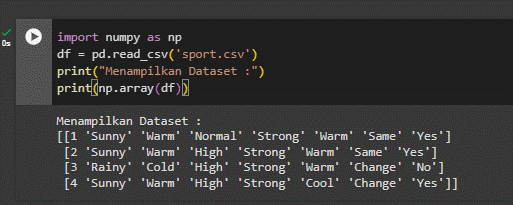 0s
import numpy as np
df = pd.read_csv('sport.csv')
print("Menampilkan Dataset :")
print(np.array(df))
Menampilkan Dataset :
[[1 'Sunny' 'Warm' 'Normal' 'Strong' 'Warm' 'Same' 'Yes']
[2 'Sunny' 'Warm' 'High' 'Strong' 'Warm' 'Same' 'Yes']
[3 'Rainy' 'Cold' 'High' 'Strong' 'Warm' 'Change' 'No']
[4 'Sunny' 'Warm' 'High' 'Strong' 'Cool' 'Change' 'Yes']]